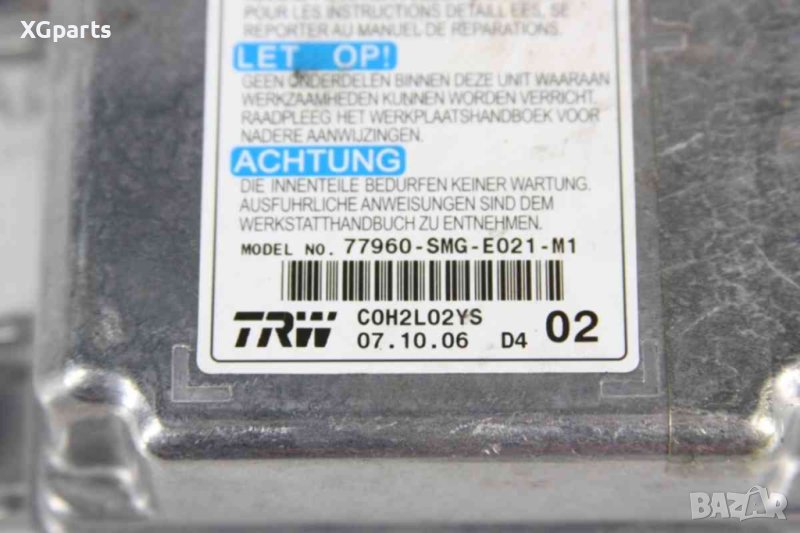 XGparts
POUR LES INSTRUCTIONS DETAILLEES, SE
REPORTER AU MANUEL DE REPARATIONS.
LET OP!
GEEN ONDERDELEN BINNEN DEZE UNIT WAARAAN
WERKZAAMHEDEN KUNNEN WORDEN VERRICHT.
RAADPLEEG HET WERKPLAATSHANDBOEK VOOR
NADERE AANWIJZINGEN.
ACHTUNG
DIE INNENTEILE BEDURFEN KEINER WARTUNG.
AUSFUHRLICHE ANWEISUNGEN SIND DEM
WERKSTATTHANDBUCH ZU ENTNEHMEN.
MODEL NO. 77960-SMG-E021-M1
TRW C0H2L02YS
07.10.06 D4 02
BAZAR